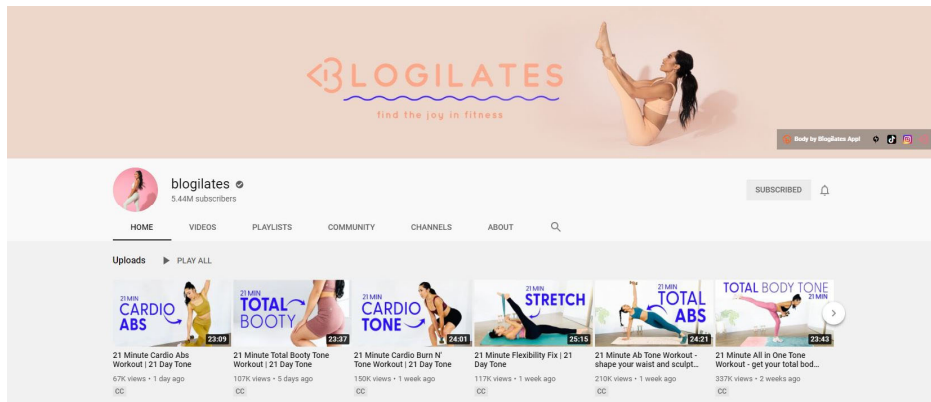 BLOGILATES
find the joy in fitness
Body by Blogilates App!
blogilates
5.44M subscribers
SUBSCRIBED
HOME VIDEOS PLAYLISTS COMMUNITY CHANNELS ABOUT
Uploads PLAY ALL
21 MIN
CARDIO
ABS
23:09
21 MIN
TOTAL
BOOTY
23:37
21 MIN
CARDIO
TONE
24:01
21 MIN
STRETCH
25:15
21 MIN
TOTAL
ABS
24:21
TOTAL BODY TONE
21 MIN
23:43
21 Minute Cardio Abs
Workout | 21 Day Tone
67K views • 1 day ago
CC
21 Minute Total Booty Tone
Workout | 21 Day Tone
107K views • 5 days ago
CC
21 Minute Cardio Burn N'
Tone Workout | 21 Day Tone
150K views • 1 week ago
CC
21 Minute Flexibility Fix | 21
Day Tone
117K views • 1 week ago
CC
21 Minute Ab Tone Workout -
shape your waist and sculpt...
210K views • 1 week ago
CC
21 Minute All in One Tone
Workout - get your total bod...
337K views • 2 weeks ago
CC